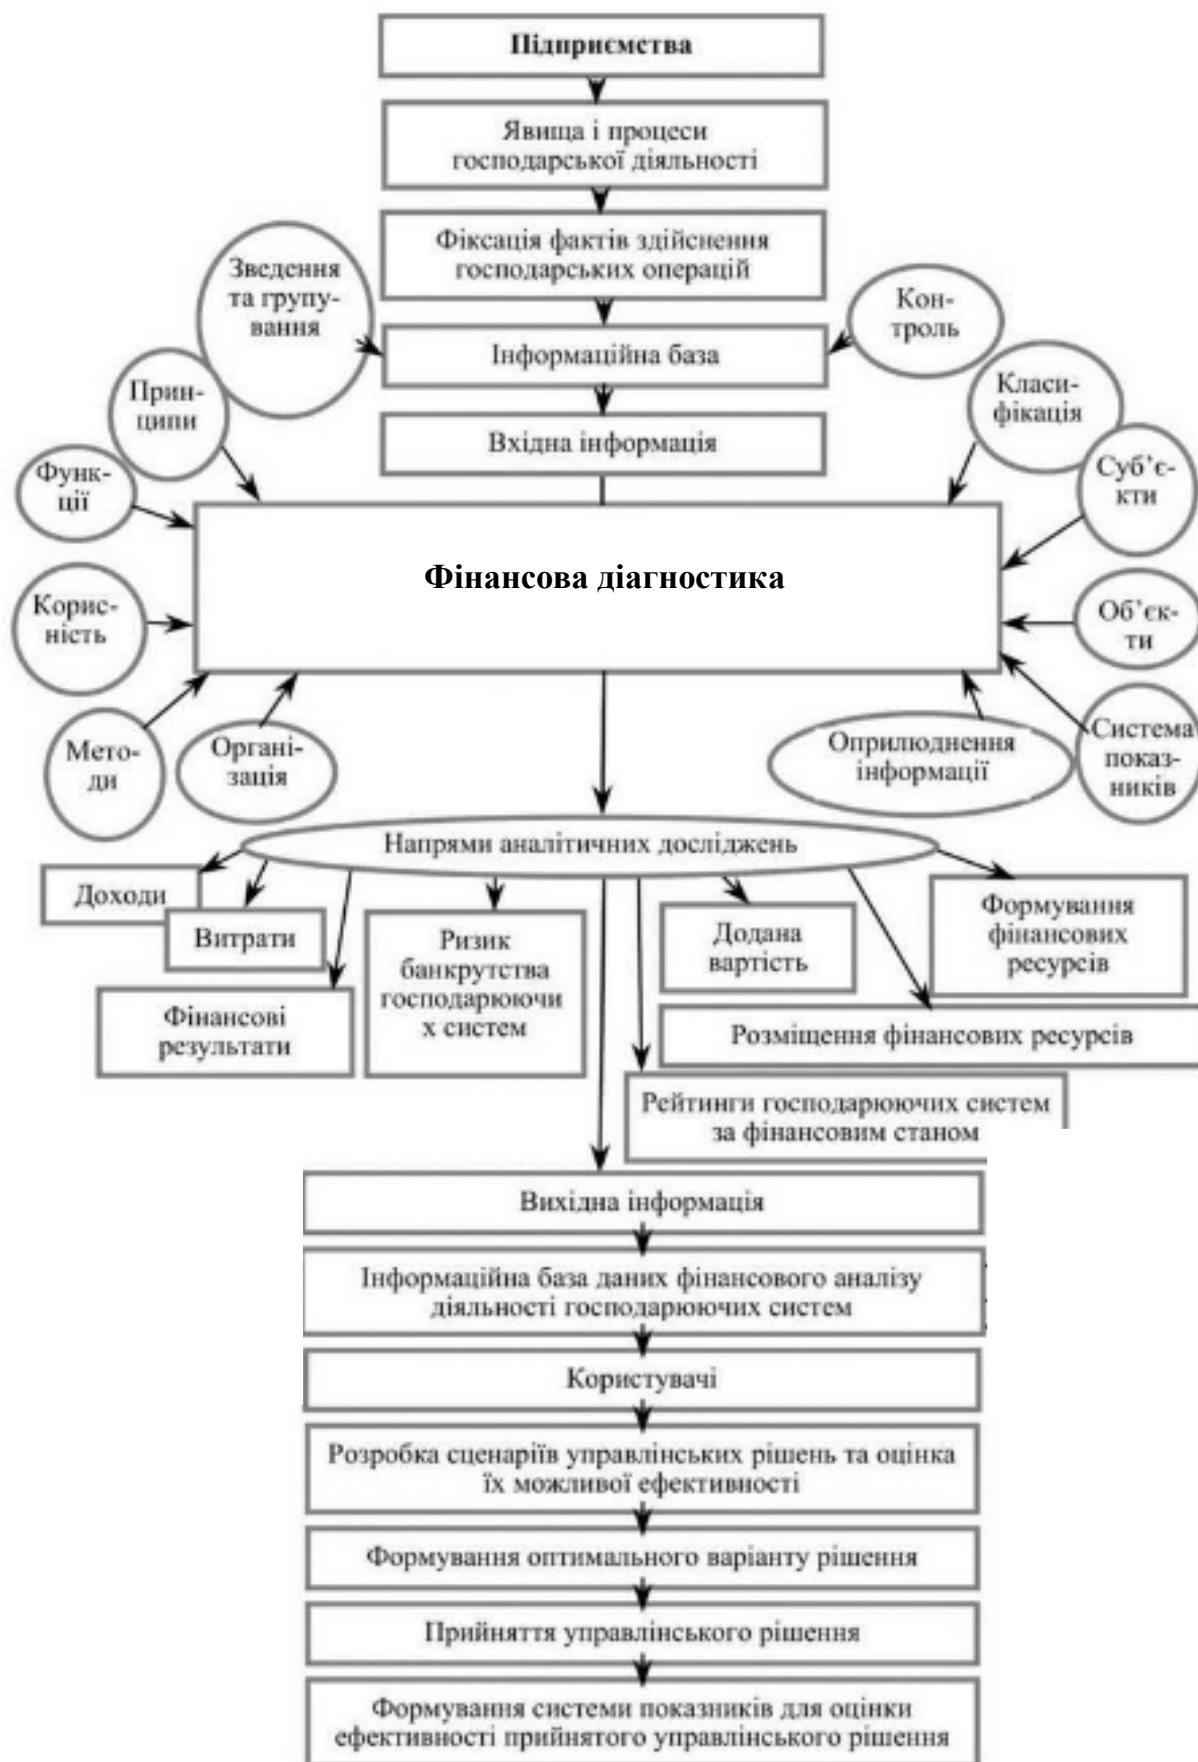 Підприємства
Явища і процеси
господарської діяльності
Фіксація фактів здійснення
господарських операцій
Зведення
та групу-
вання
Кон-
троль
Інформаційна база
Прин-
ципи
Класи-
фікація
Вхідна інформація
Функ-
ції
Суб’є-
кти
Фінансова діагностика
Корис-
ність
Об’єк-
ти
Мето-
ди
Органі-
зація
Оприлюднення
інформації
Система
показ-
ників
Напрями аналітичних досліджень
Доходи
Витрати
Фінансові
результати
Ризик
банкрутства
господарюючи
х систем
Додана
вартість
Формування
фінансових
ресурсів
Розміщення фінансових ресурсів
Рейтинги господарюючих систем
за фінансовим станом
Вихідна інформація
Інформаційна база даних фінансового аналізу
діяльності господарюючих систем
Користувачі
Розробка сценаріїв управлінських рішень та оцінка
їх можливої ефективності
Формування оптимального варіанту рішення
Прийняття управлінського рішення
Формування системи показників для оцінки
ефективності прийнятого управлінського рішення